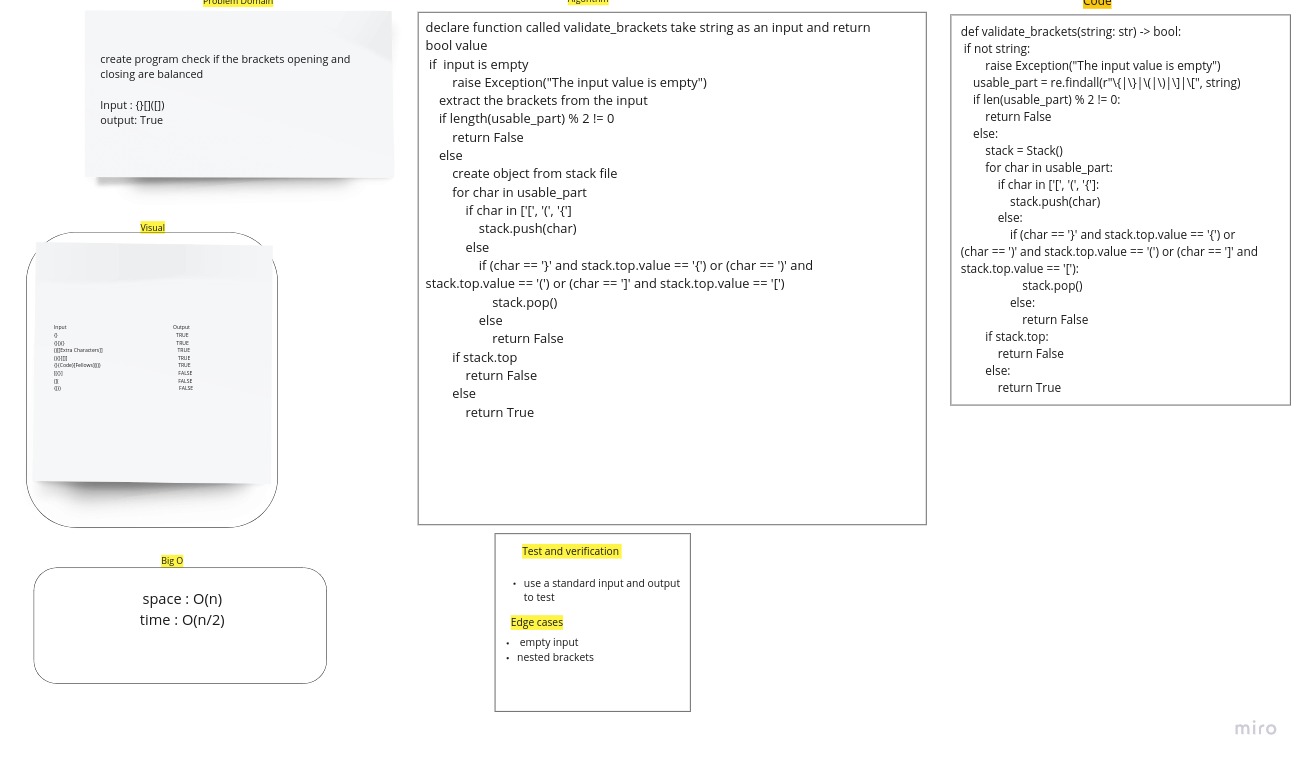 Problem Domain
create program check if the brackets opening and
closing are balanced
Input : {}[]([])
output: True
Visual
Input Output
{} TRUE
TRUE
TRUE
TRUE
TRUE
FALSE
FALSE
FALSE
Big O
space : O(n)
time : O(n/2)
Algorithm
declare function called validate_brackets take string as an input and return
bool value
if input is empty
raise Exception("The input value is empty")
extract the brackets from the input
if length(usable_part) % 2 != 0
return False
else
create object from stack file
for char in usable_part
if char in ['[', '(', '{']
stack.push(char)
else
if (char == '}' and stack.top.value == '{') or (char == ')' and
stack.top.value == '(') or (char == ']' and stack.top.value == '[')
stack.pop()
else
return False
if stack.top
return False
else
return True
Test and verification
• use a standard input and output
to test
Edge cases
• empty input
• nested brackets
Code
def validate_brackets(string: str) -> bool:
if not string:
raise Exception("The input value is empty")
usable_part = re.findall(r"\{|\}|\(|\)|\]|\[", string)
if len(usable_part) % 2 != 0:
return False
else:
stack = Stack()
for char in usable_part:
if char in ['[', '(', '{']:
stack.push(char)
else:
if (char == '}' and stack.top.value == '{') or
(char == ')' and stack.top.value == '(') or (char == ']' and
stack.top.value == '['):
stack.pop()
else:
return False
if stack.top:
return False
else:
return True
miro